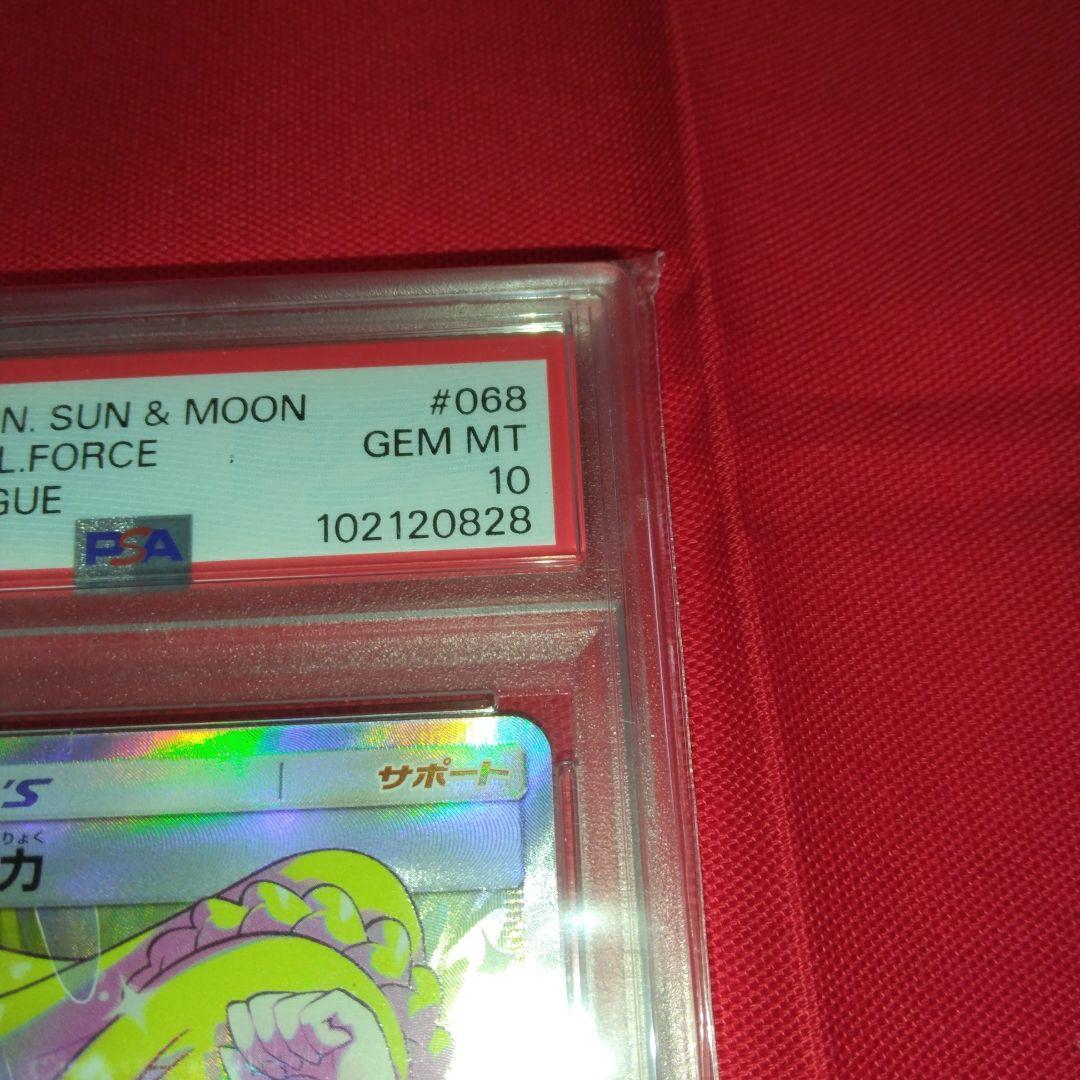 N. SUN & MOON #068
L.FORCE GEM MT
GUE 10
PSA 102120828
'S サポート
りょく
力